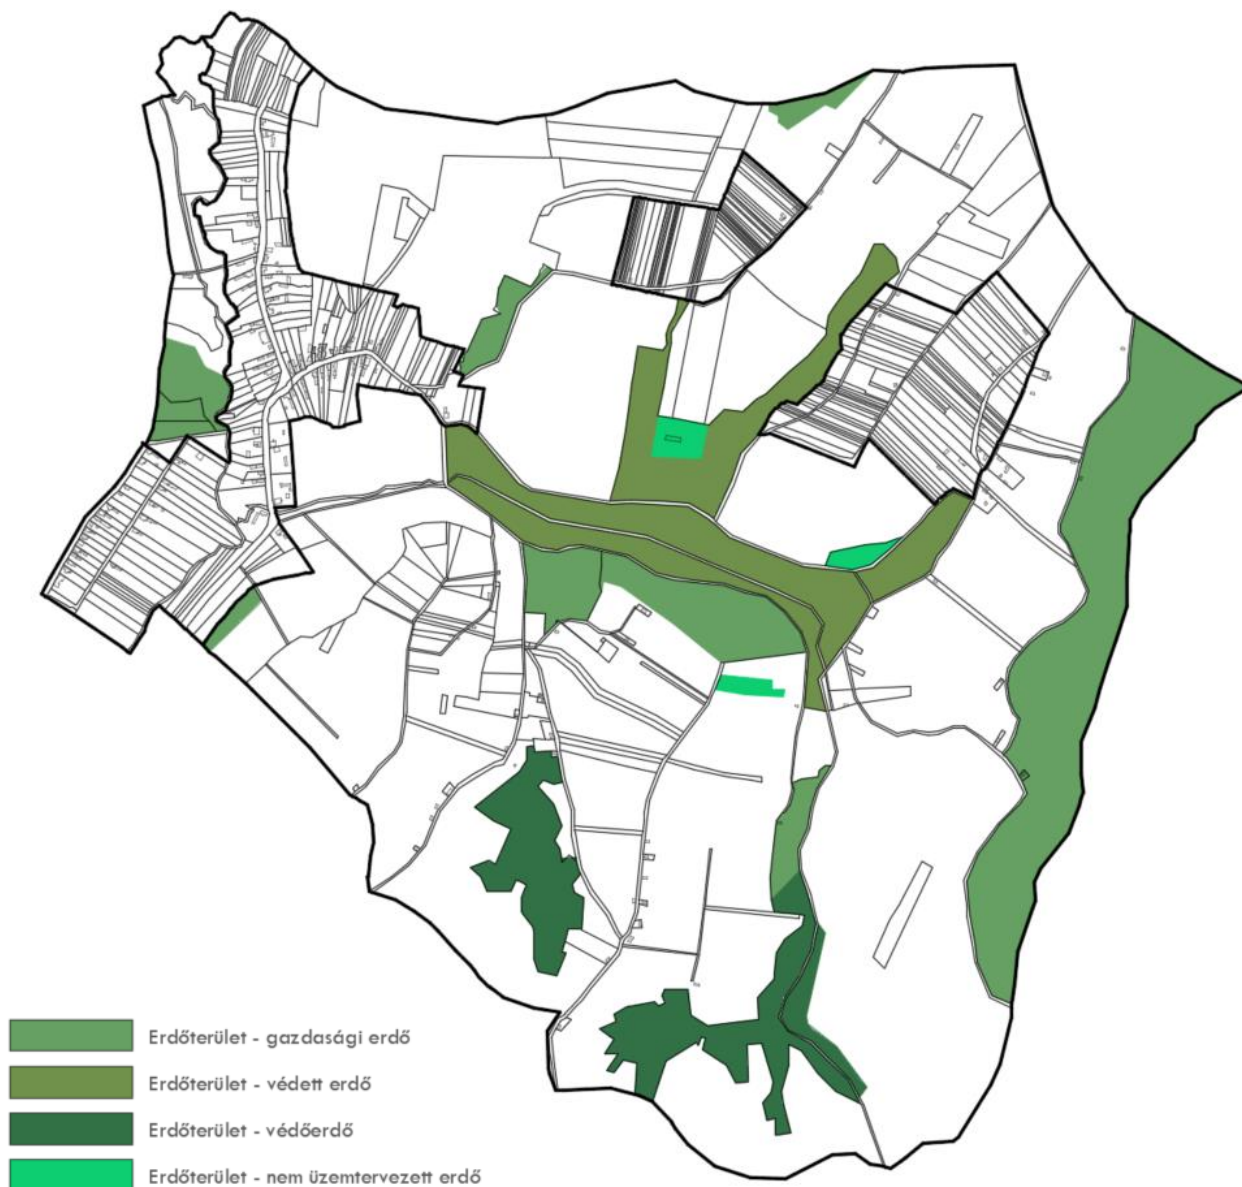 Erdőterület - gazdasági erdő
Erdőterület - védett erdő
Erdőterület - védőerdő
Erdőterület - nem üzemtervezett erdő